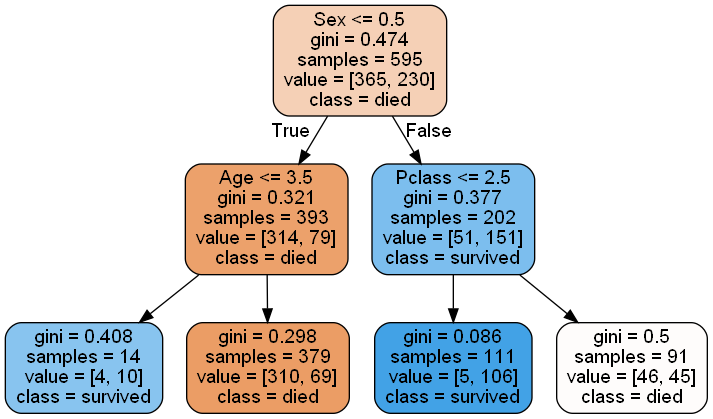 Sex <= 0.5
gini = 0.474
samples = 595
value = [365, 230]
class = died
True
False
Age <= 3.5
gini = 0.321
samples = 393
value = [314, 79]
class = died
Pclass <= 2.5
gini = 0.377
samples = 202
value = [51, 151]
class = survived
gini = 0.408
samples = 14
value = [4, 10]
class = survived
gini = 0.298
samples = 379
value = [310, 69]
class = died
gini = 0.086
samples = 111
value = [5, 106]
class = survived
gini = 0.5
samples = 91
value = [46, 45]
class = died